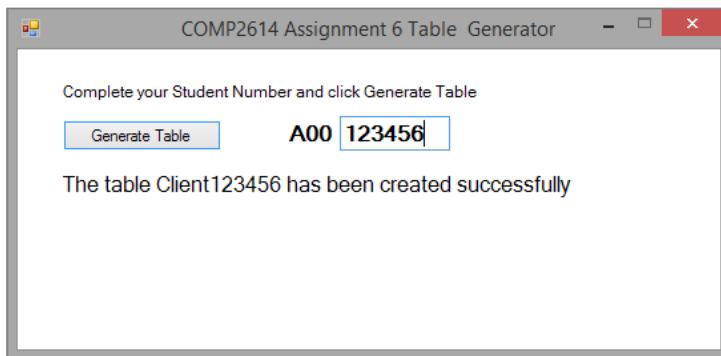 COMP2614 Assignment 6 Table Generator
Complete your Student Number and click Generate Table
Generate Table A00 123456
The table Client123456 has been created successfully